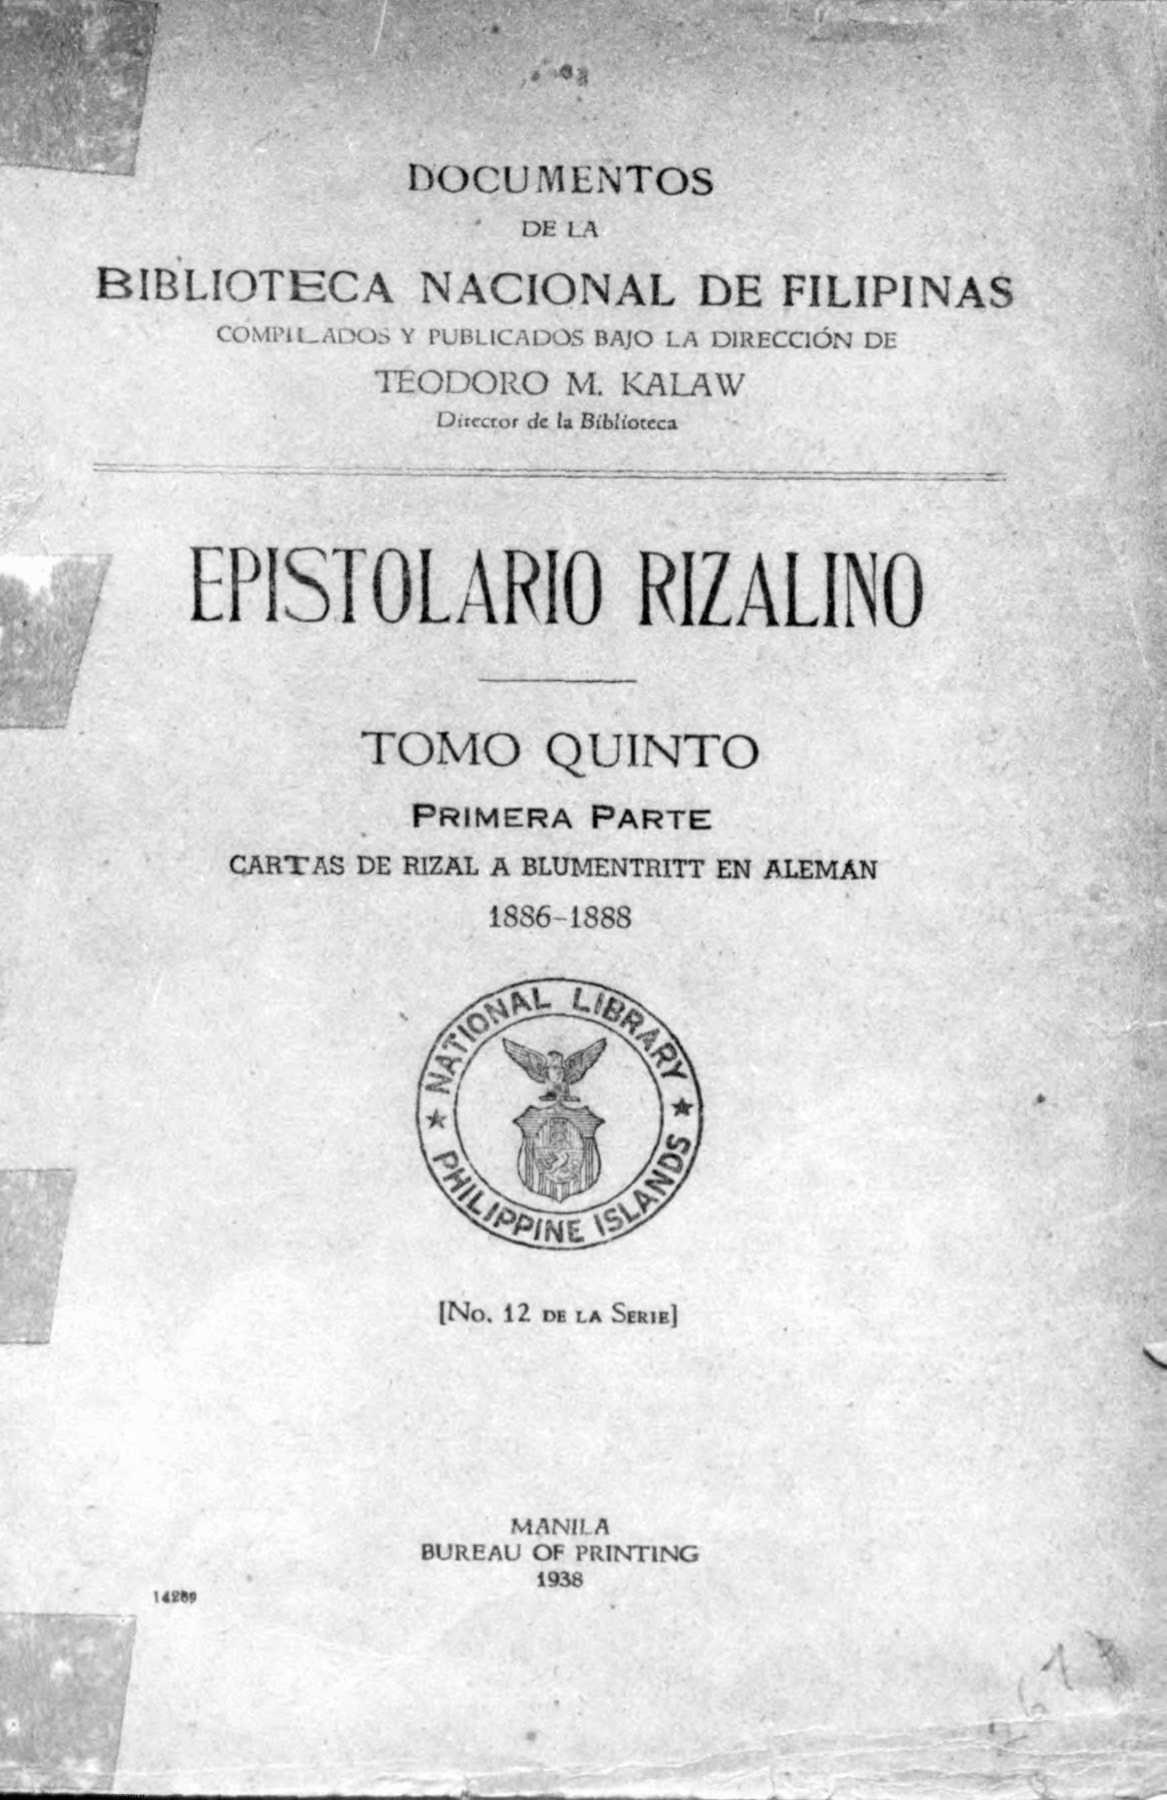 DOCUMENTOS
DE LA
BIBLIOTECA NACIONAL DE FILIPINAS
COMPILADOS Y PUBLICADOS BAJO LA DIRECCIÓN DE
TEODORO M. KALAW
Director de la Biblioteca
EPISTOLARIO RIZALINO
TOMO QUINTO
PRIMERA PARTE
CARTAS DE RIZAL A BLUMENTRITT EN ALEMAN
1886-1888
NATIONAL LIBRARY
★ ★
PHILIPPINE ISLANDS
[No. 12 DE LA SERIE]
MANILA
BUREAU OF PRINTING
1938